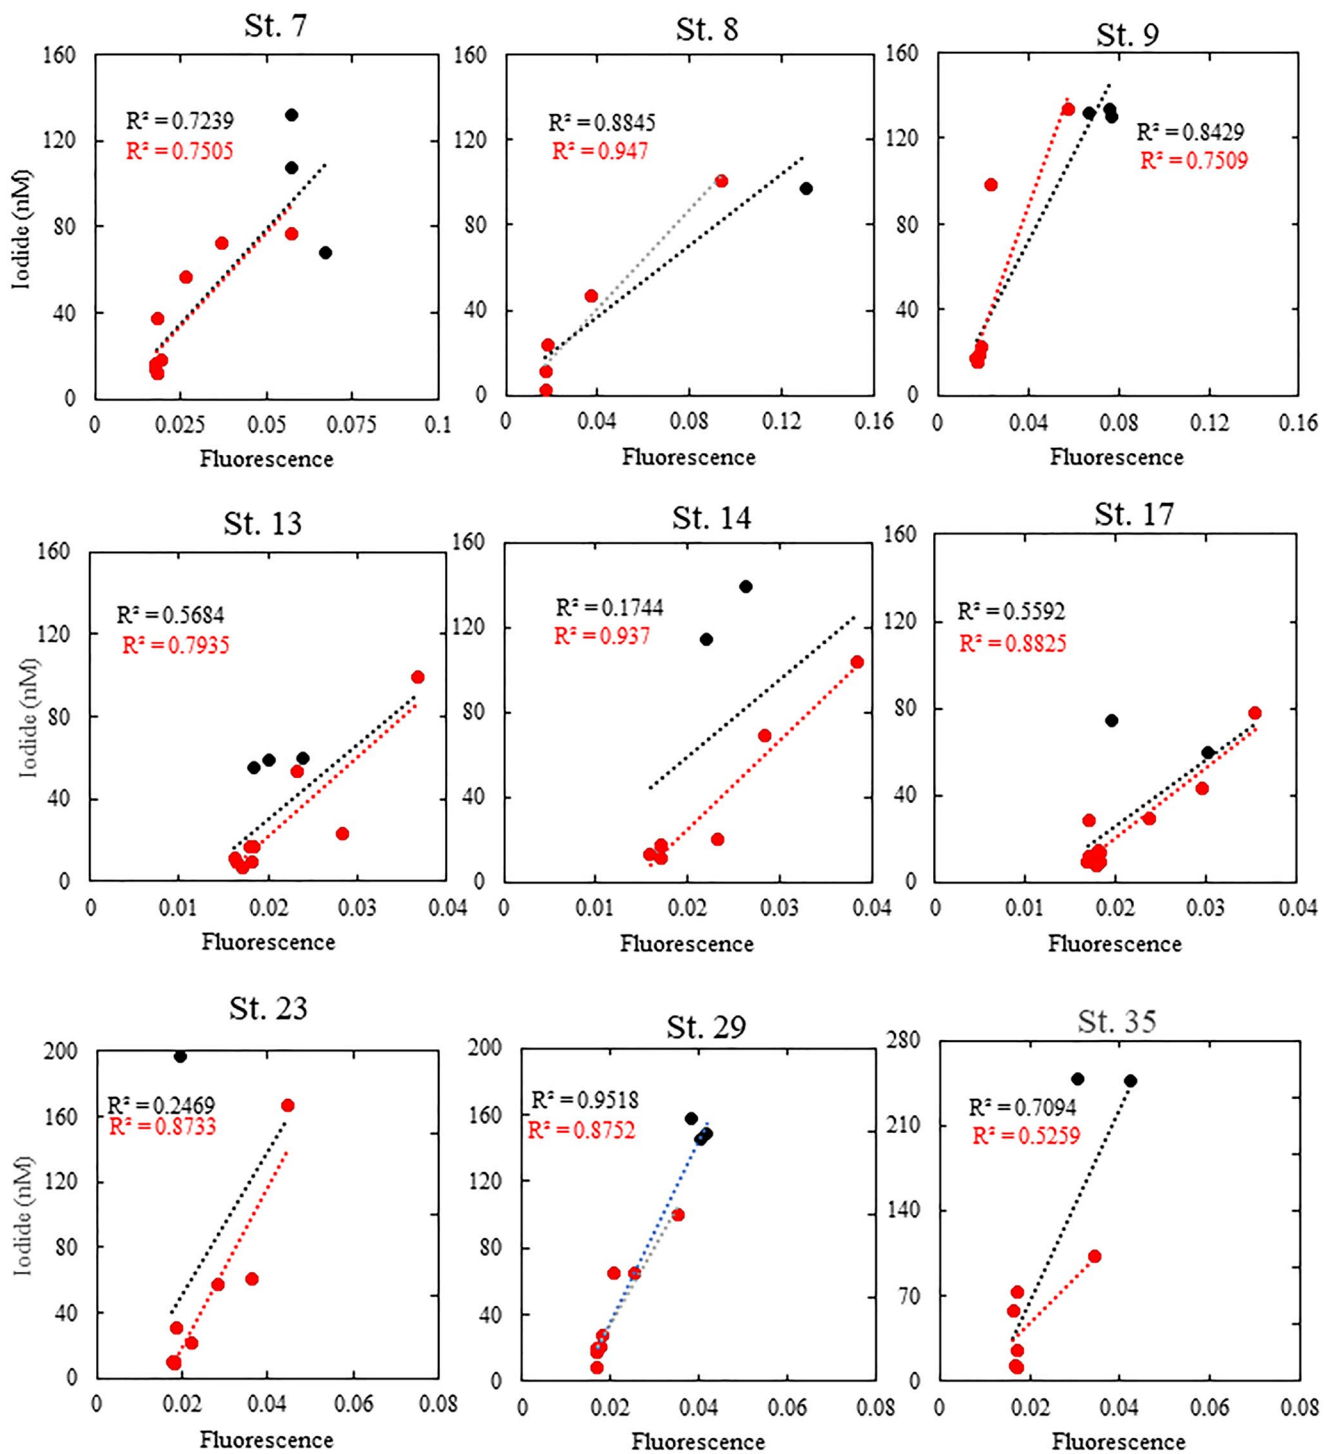 St. 7
St. 8
St. 9
160
120
80
40
0
Iodide (nM)
R² = 0.7239
R² = 0.7505
0
0.025
0.05
0.075
0.1
Fluorescence
160
120
80
40
0
R² = 0.8845
R² = 0.947
0
0.04
0.08
0.12
0.16
Fluorescence
160
120
80
40
0
R² = 0.8429
R² = 0.7509
0
0.04
0.08
0.12
0.16
Fluorescence
St. 13
St. 14
St. 17
160
120
80
40
0
Iodide (nM)
R² = 0.5684
R² = 0.7935
0
0.01
0.02
0.03
0.04
Fluorescence
160
120
80
40
0
R² = 0.1744
R² = 0.937
0
0.01
0.02
0.03
0.04
Fluorescence
160
120
80
40
0
R² = 0.5592
R² = 0.8825
0
0.01
0.02
0.03
0.04
Fluorescence
St. 23
St. 29
St. 35
200
160
120
80
40
0
Iodide (nM)
R² = 0.2469
R² = 0.8733
0
0.02
0.04
0.06
0.08
Fluorescence
200
160
120
80
40
0
R² = 0.9518
R² = 0.8752
0
0.02
0.04
0.06
0.08
Fluorescence
280
210
140
70
0
R² = 0.7094
R² = 0.5259
0
0.02
0.04
0.06
0.08
Fluorescence